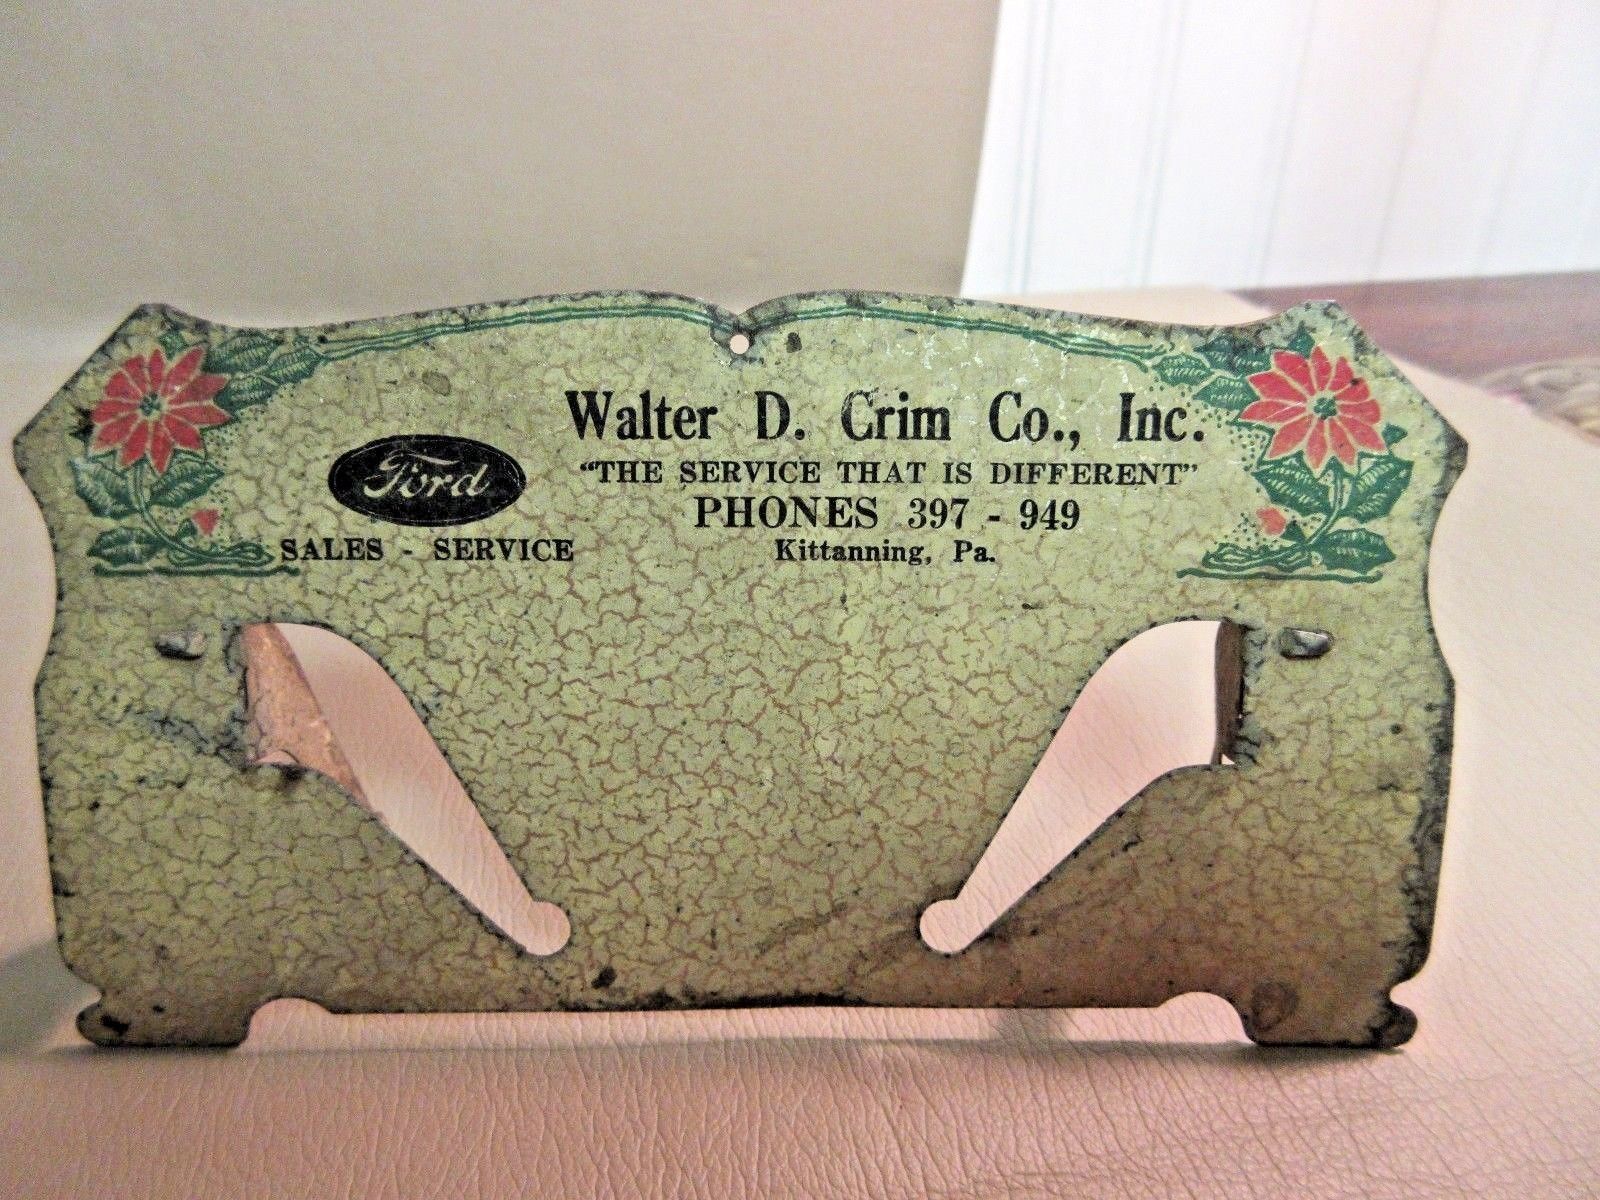 Walter D. Crim Co., Inc.
"THE SERVICE THAT IS DIFFERENT"
PHONES 397 - 949
Kittanning, Pa.
Ford
SALES - SERVICE